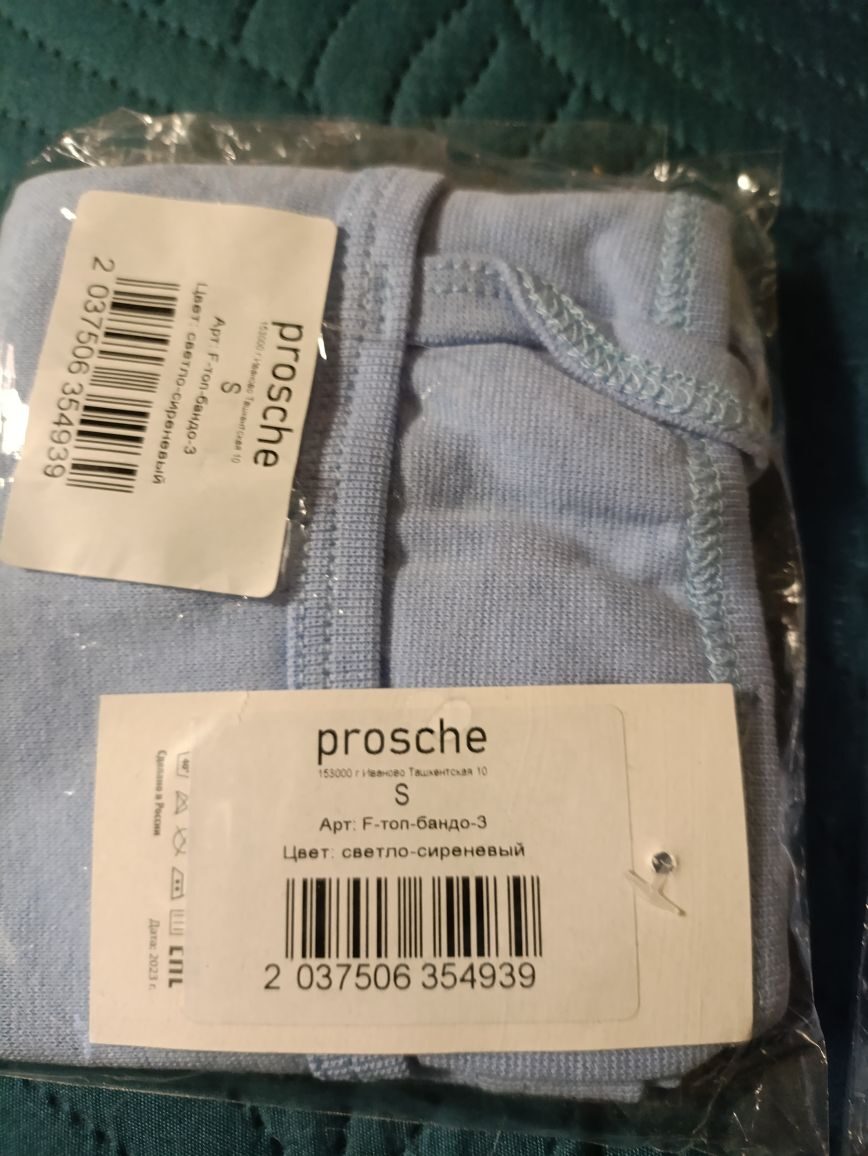 prosche
153000 г Иваново Ташкентская 10
S
Арт: F-топ-бандо-3
Цвет: светло-сиреневый
2 037506 354939
prosche
153000 г Иваново Ташкентская 10
S
Арт: F-топ-бандо-3
Цвет: светло-сиреневый
2 037506 354939
40°
Сделано в России
Дата: 2023 г.